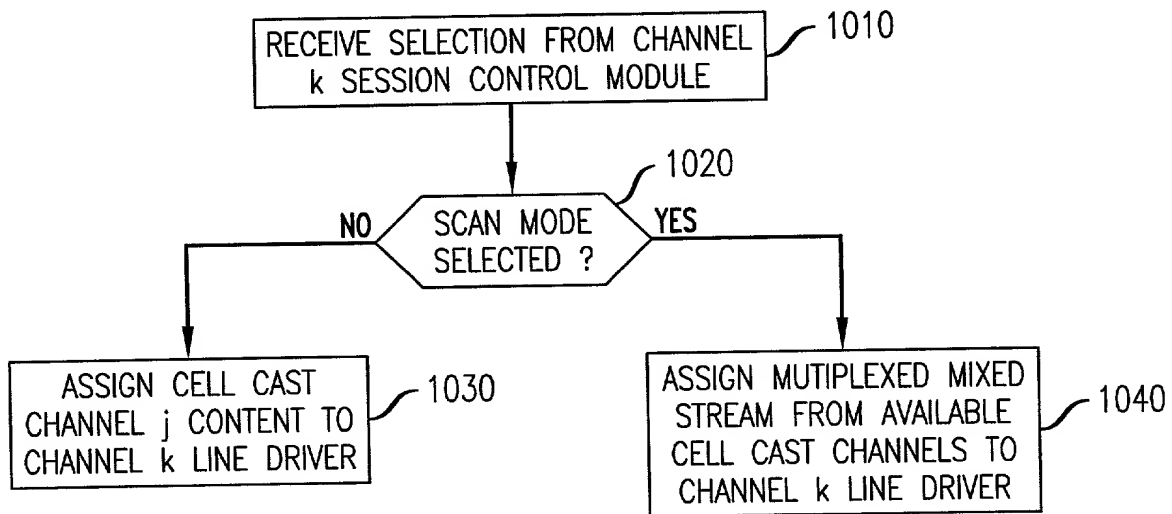 RECEIVE SELECTION FROM CHANNEL
k SESSION CONTROL MODULE
1010
1020
SCAN MODE
SELECTED ?
NO
YES
ASSIGN CELL CAST
CHANNEL j CONTENT TO
CHANNEL k LINE DRIVER
1030
ASSIGN MUTIPLEXED MIXED
STREAM FROM AVAILABLE
CELL CAST CHANNELS TO
CHANNEL k LINE DRIVER
1040